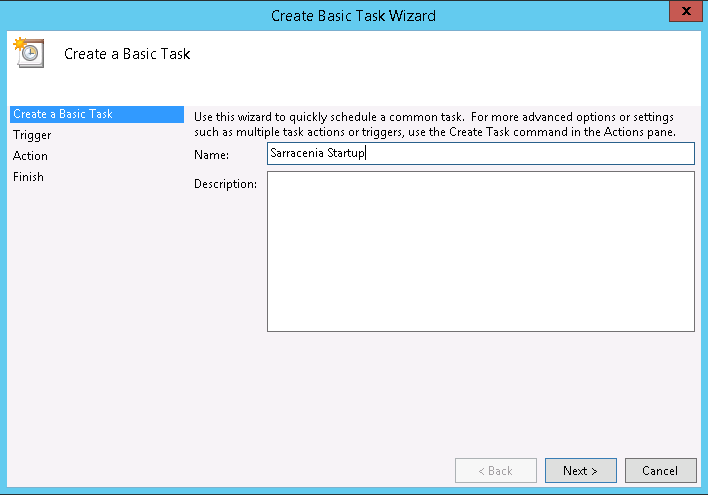 Create Basic Task Wizard
x
Create a Basic Task
Create a Basic Task
Trigger
Action
Finish
Use this wizard to quickly schedule a common task.  For more advanced options or settings
such as multiple task actions or triggers, use the Create Task command in the Actions pane.
Name: Sarracenia Startup
Description:
< Back Next > Cancel